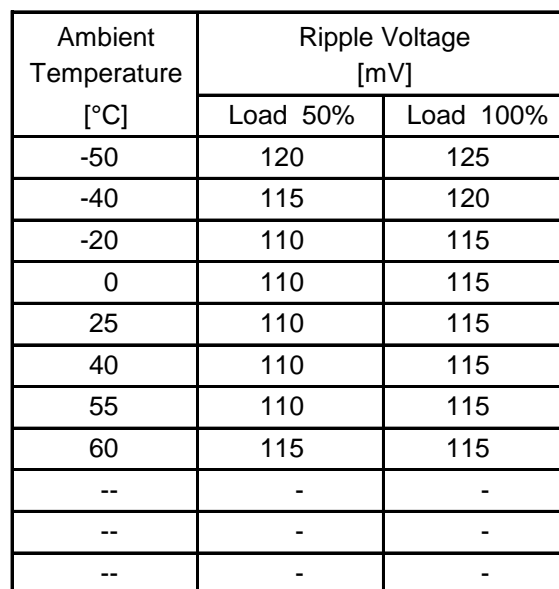 Ambient Temperature [°C] Ripple Voltage [mV]
Load 50% Load 100%
-50 120 125
-40 115 120
-20 110 115
0 110 115
25 110 115
40 110 115
55 110 115
60 115 115
-- - -
-- - -
-- - -